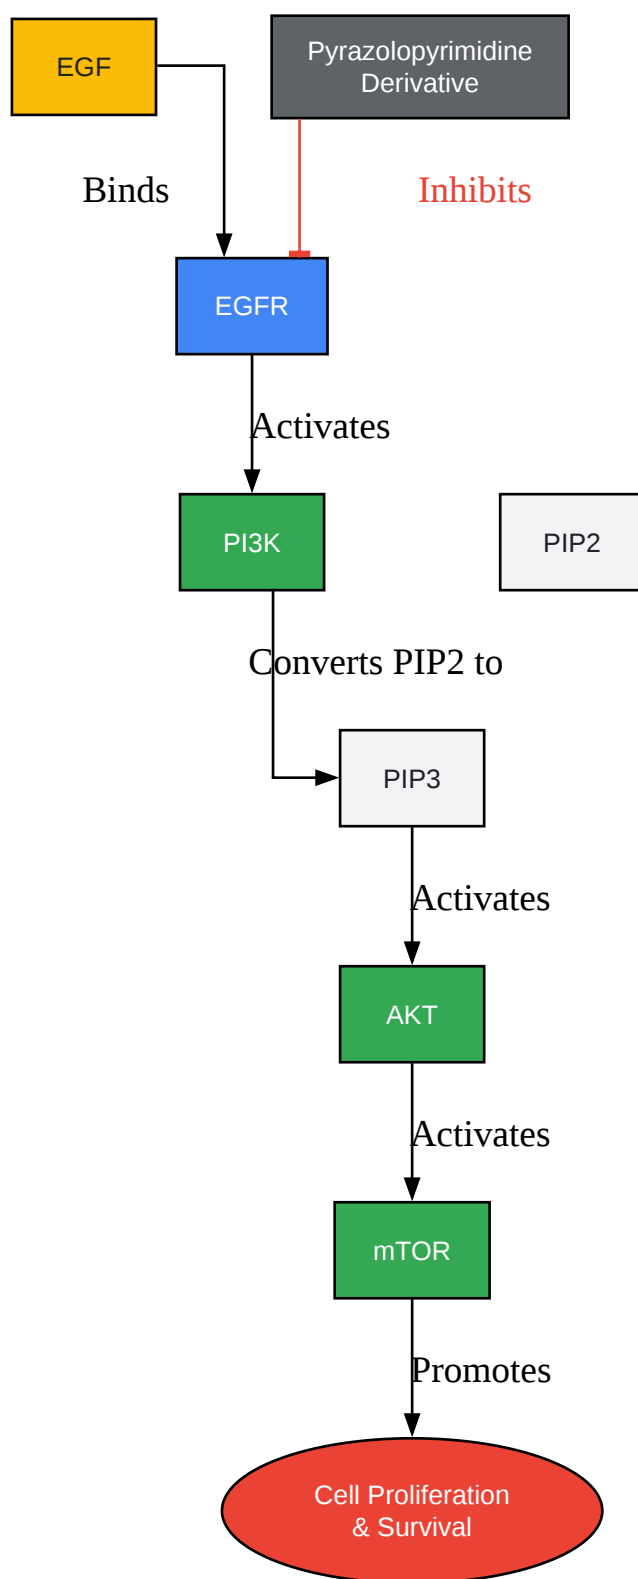 EGF
Pyrazolopyrimidine
Derivative
Binds
Inhibits
EGFR
Activates
PI3K
PIP2
Converts PIP2 to
PIP3
Activates
AKT
Activates
mTOR
Promotes
Cell Proliferation
& Survival